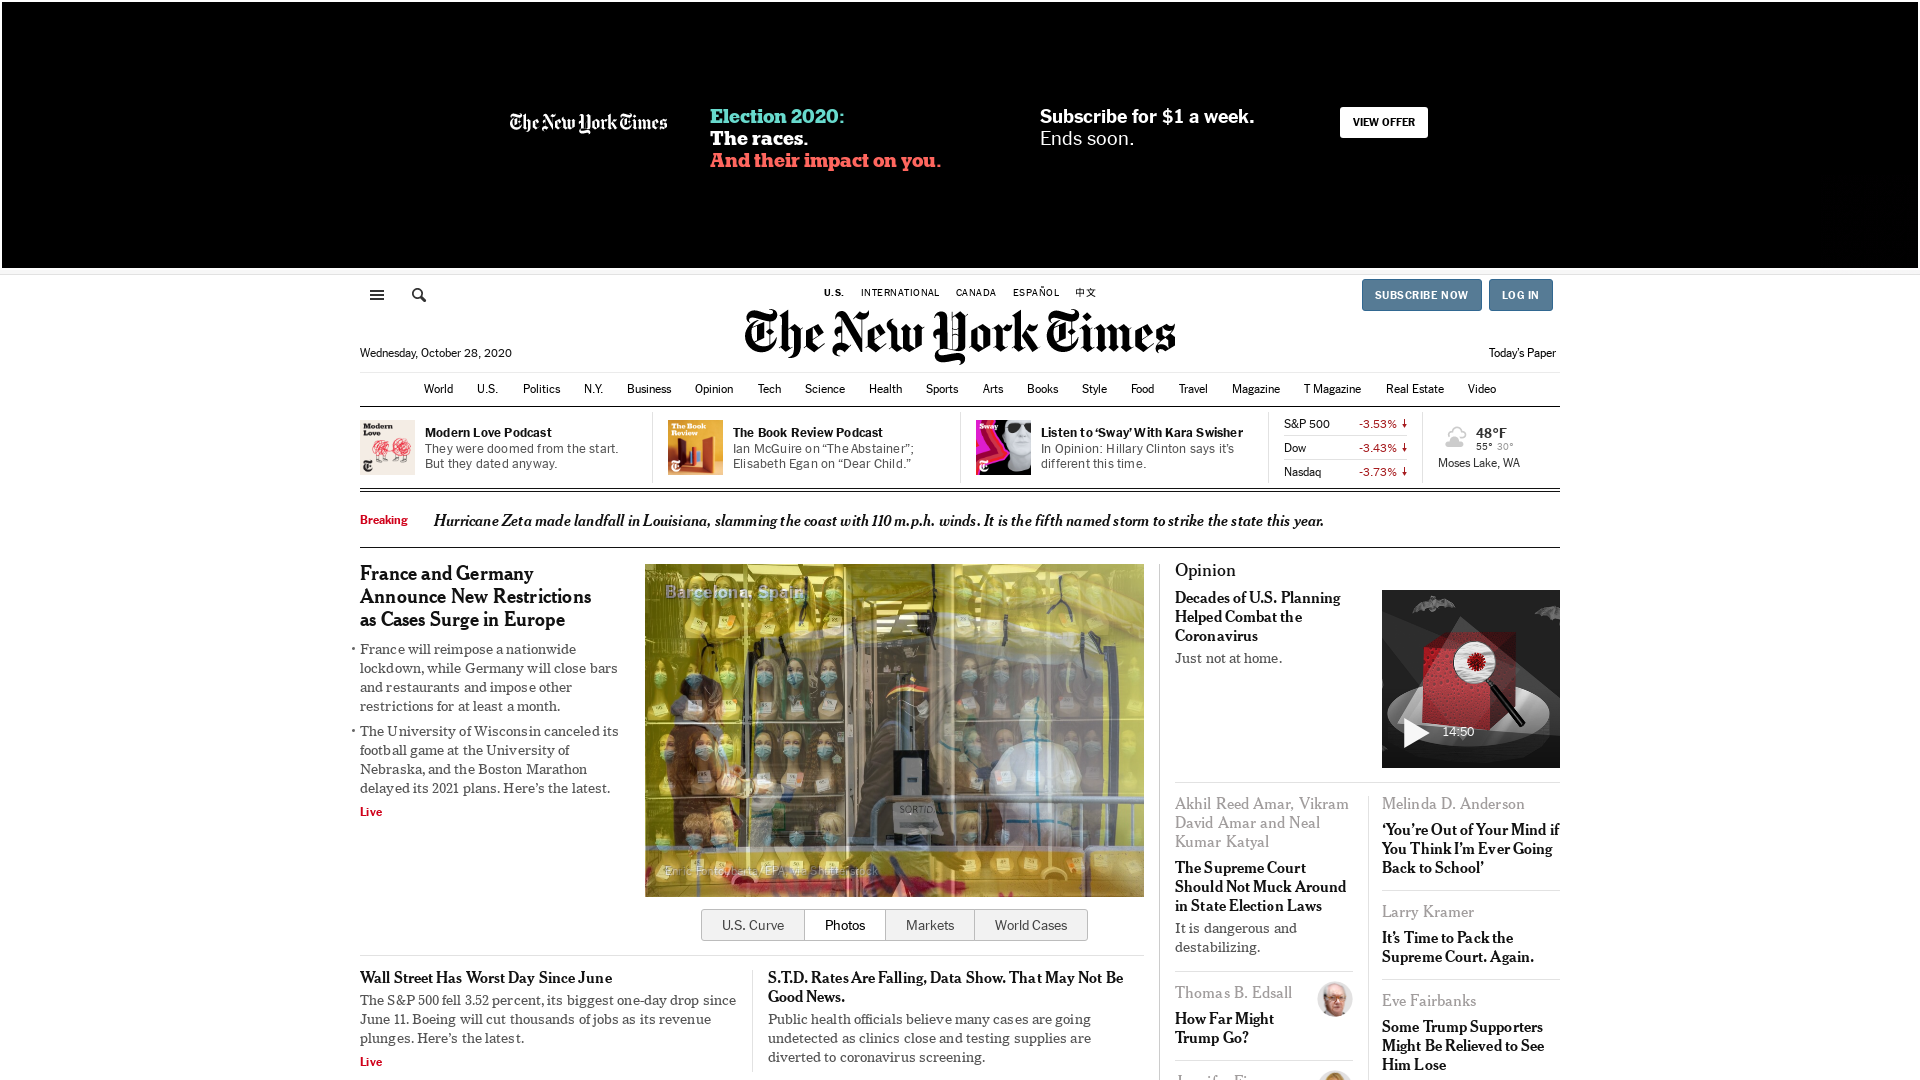 The New York Times
Election 2020:
The races.
And their impact on you.
Subscribe for $1 a week.
Ends soon.
VIEW OFFER
U.S. INTERNATIONAL CANADA ESPAÑOL 中文
SUBSCRIBE NOW LOG IN
The New York Times
Wednesday, October 28, 2020
Today's Paper
World U.S. Politics N.Y. Business Opinion Tech Science Health Sports Arts Books Style Food Travel Magazine T Magazine Real Estate Video
Modern
Love
Modern Love Podcast
They were doomed from the start.
But they dated anyway.
The Book
Review
The Book Review Podcast
Ian McGuire on “The Abstainer”;
Elisabeth Egan on “Dear Child.”
Sway
Listen to ‘Sway’ With Kara Swisher
In Opinion: Hillary Clinton says it’s
different this time.
S&P 500 -3.53%
Dow -3.43%
Nasdaq -3.73%
48°F
55° 30°
Moses Lake, WA
Breaking
Hurricane Zeta made landfall in Louisiana, slamming the coast with 110 m.p.h. winds. It is the fifth named storm to strike the state this year.
France and Germany
Announce New Restrictions
as Cases Surge in Europe
• France will reimpose a nationwide
lockdown, while Germany will close bars
and restaurants and impose other
restrictions for at least a month.
• The University of Wisconsin canceled its
football game at the University of
Nebraska, and the Boston Marathon
delayed its 2021 plans. Here’s the latest.
Live
Barcelona, Spain
SORTID
U.S. Curve Photos Markets World Cases
Wall Street Has Worst Day Since June
The S&P 500 fell 3.52 percent, its biggest one-day drop since
June 11. Boeing will cut thousands of jobs as its revenue
plunges. Here’s the latest.
Live
S.T.D. Rates Are Falling, Data Show. That May Not Be
Good News.
Public health officials believe many cases are going
undetected as clinics close and testing supplies are
diverted to coronavirus screening.
Opinion
Decades of U.S. Planning
Helped Combat the
Coronavirus
Just not at home.
14:50
Akhil Reed Amar, Vikram
David Amar and Neal
Kumar Katyal
The Supreme Court
Should Not Muck Around
in State Election Laws
It is dangerous and
destabilizing.
Thomas B. Edsall
How Far Might
Trump Go?
Melinda D. Anderson
‘You’re Out of Your Mind if
You Think I’m Ever Going
Back to School’
Larry Kramer
It’s Time to Pack the
Supreme Court. Again.
Eve Fairbanks
Some Trump Supporters
Might Be Relieved to See
Him Lose